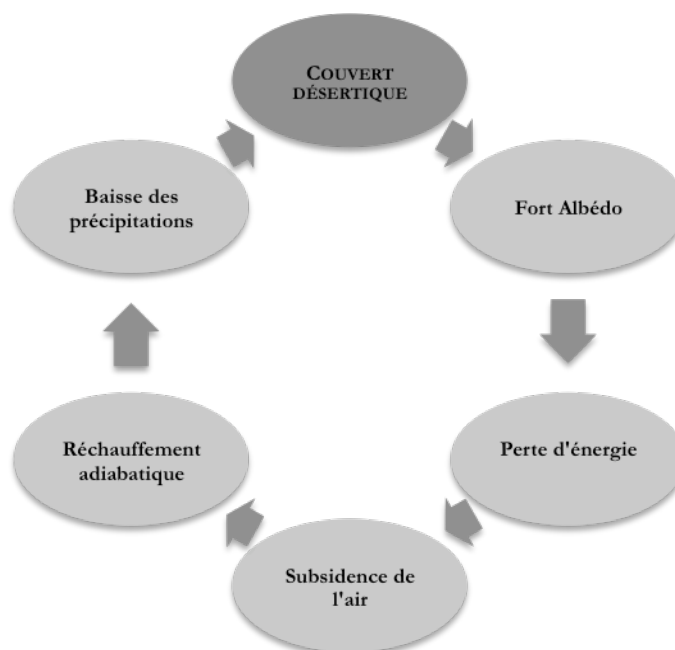 COUVERT
DÉSERTIQUE
Fort Albédo
Perte d'énergie
Subsidence de
l'air
Réchauffement
adiabatique
Baisse des
précipitations